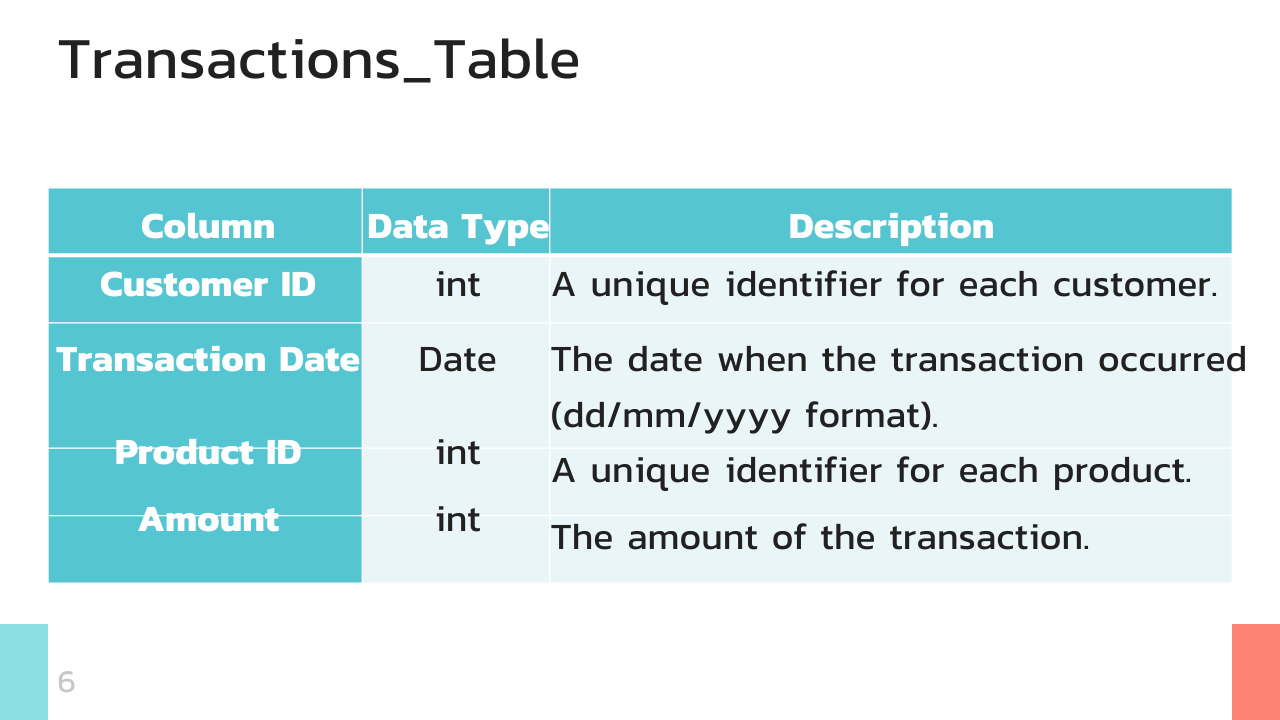 Transactions_Table
Column Data Type Description
Customer ID int A unique identifier for each customer.
Transaction Date Date The date when the transaction occurred
(dd/mm/yyyy format).
Product ID int A unique identifier for each product.
Amount int The amount of the transaction.
6